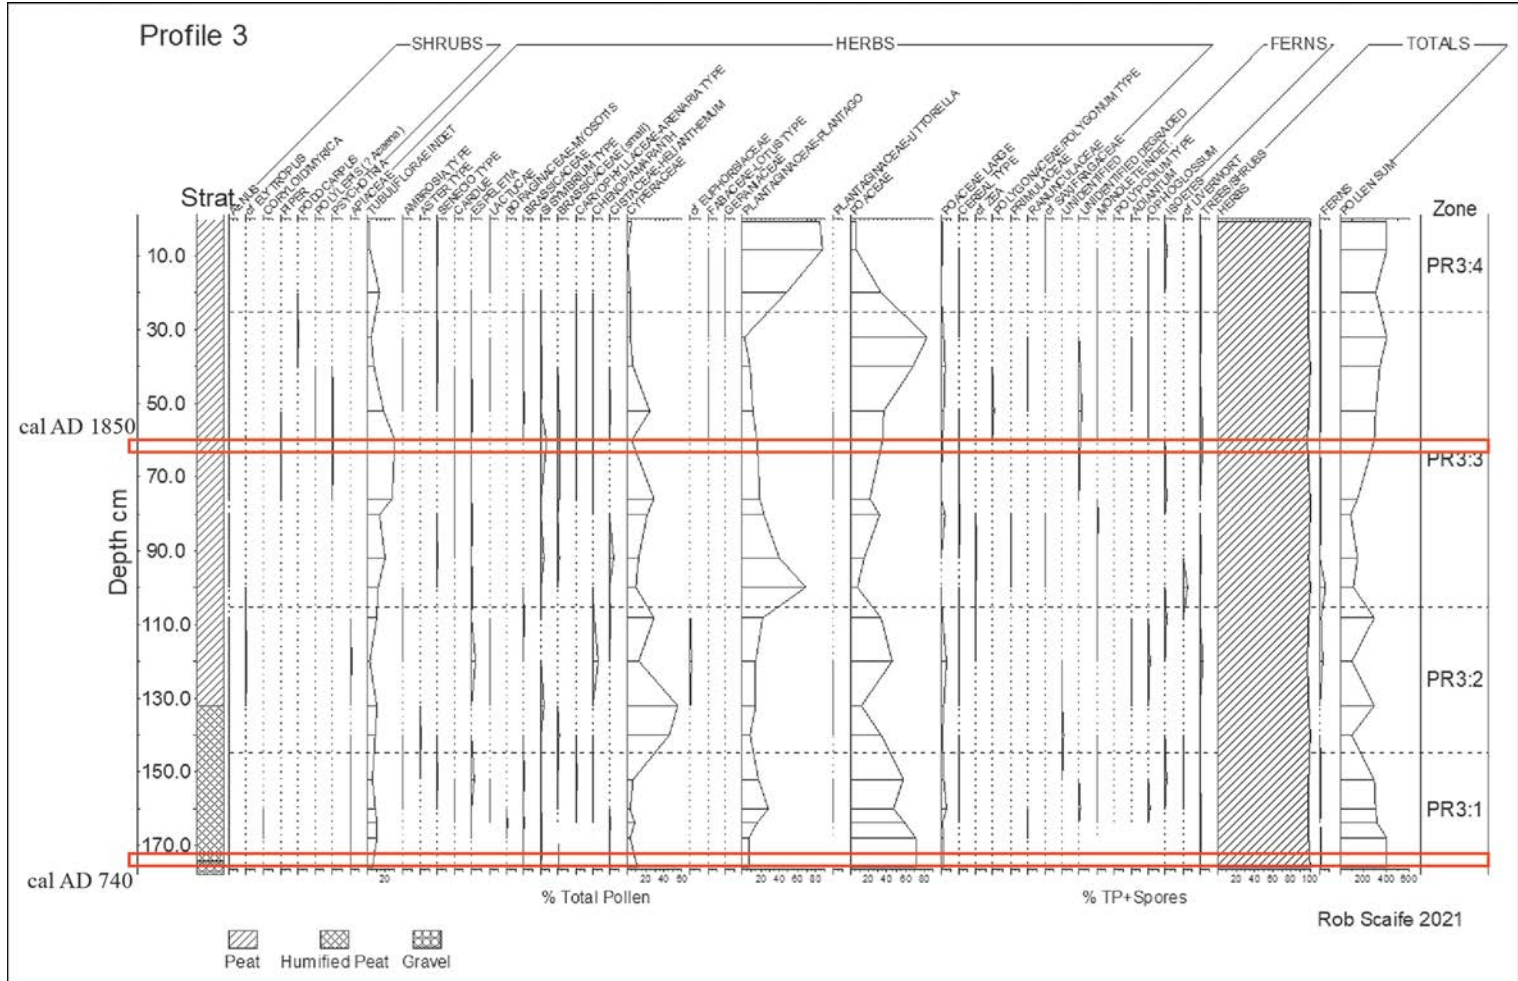 Profile 3
SHRUBS
HERBS
FERNS
TOTALS
Strat.
ALNUS
cf ELYTROPUS
CORYLOID/MYRICA
PIPER
PODOCARPUS
POLYLEPIS (? Acaena)
PSYCHOTRIA
APIACEAE
TUBULIFLORAE INDET
AMBROSIA TYPE
ASTER TYPE
SENECIO TYPE
ESPELETIA
LACTUCAE
BORAGINACEAE-MYOSOTIS
BRASSICACEAE
SISYMBRIUM TYPE
BRASSICACEAE (small)
CARYOPHYLLACEAE-ARENARIA TYPE
CHENOP/AMARANTH
CISTACEAE-HELIANTHEMUM
CYPERACEAE
cf EUPHORBIACEAE
FABACEAE-LOTUS TYPE
GERANIACEAE
PLANTAGINACEAE-PLANTAGO
PLANTAGINACEAE-LITTORELLA
POACEAE
POACEAE LARGE
CEREAL TYPE
cf ZEA
POLYGONACEAE/POLYGONUM TYPE
PRIMULACEAE
RANUNCULACEAE
cf SAXIFRAGACEAE
UNIDENTIFIED
UNIDENTIFIED DEGRADED
MONOLETE INDET.
POLYPODIUM TYPE
ADIANTUM
OPHIOGLOSSUM
ISOETES
cf LIVERWORT
TREES/SHRUBS
HERBS
FERNS
POLLEN SUM
Zone
10.0
PR3:4
30.0
50.0
cal AD 1850
PR3:3
70.0
Depth cm
90.0
110.0
130.0
PR3:2
150.0
PR3:1
170.0
cal AD 740
20
20 40 60
20 40 60 80
20 40 60 80
20 40 60 80 100
200 400 600
% Total Pollen
% TP+Spores
Rob Scaife 2021
Peat
Humified Peat
Gravel